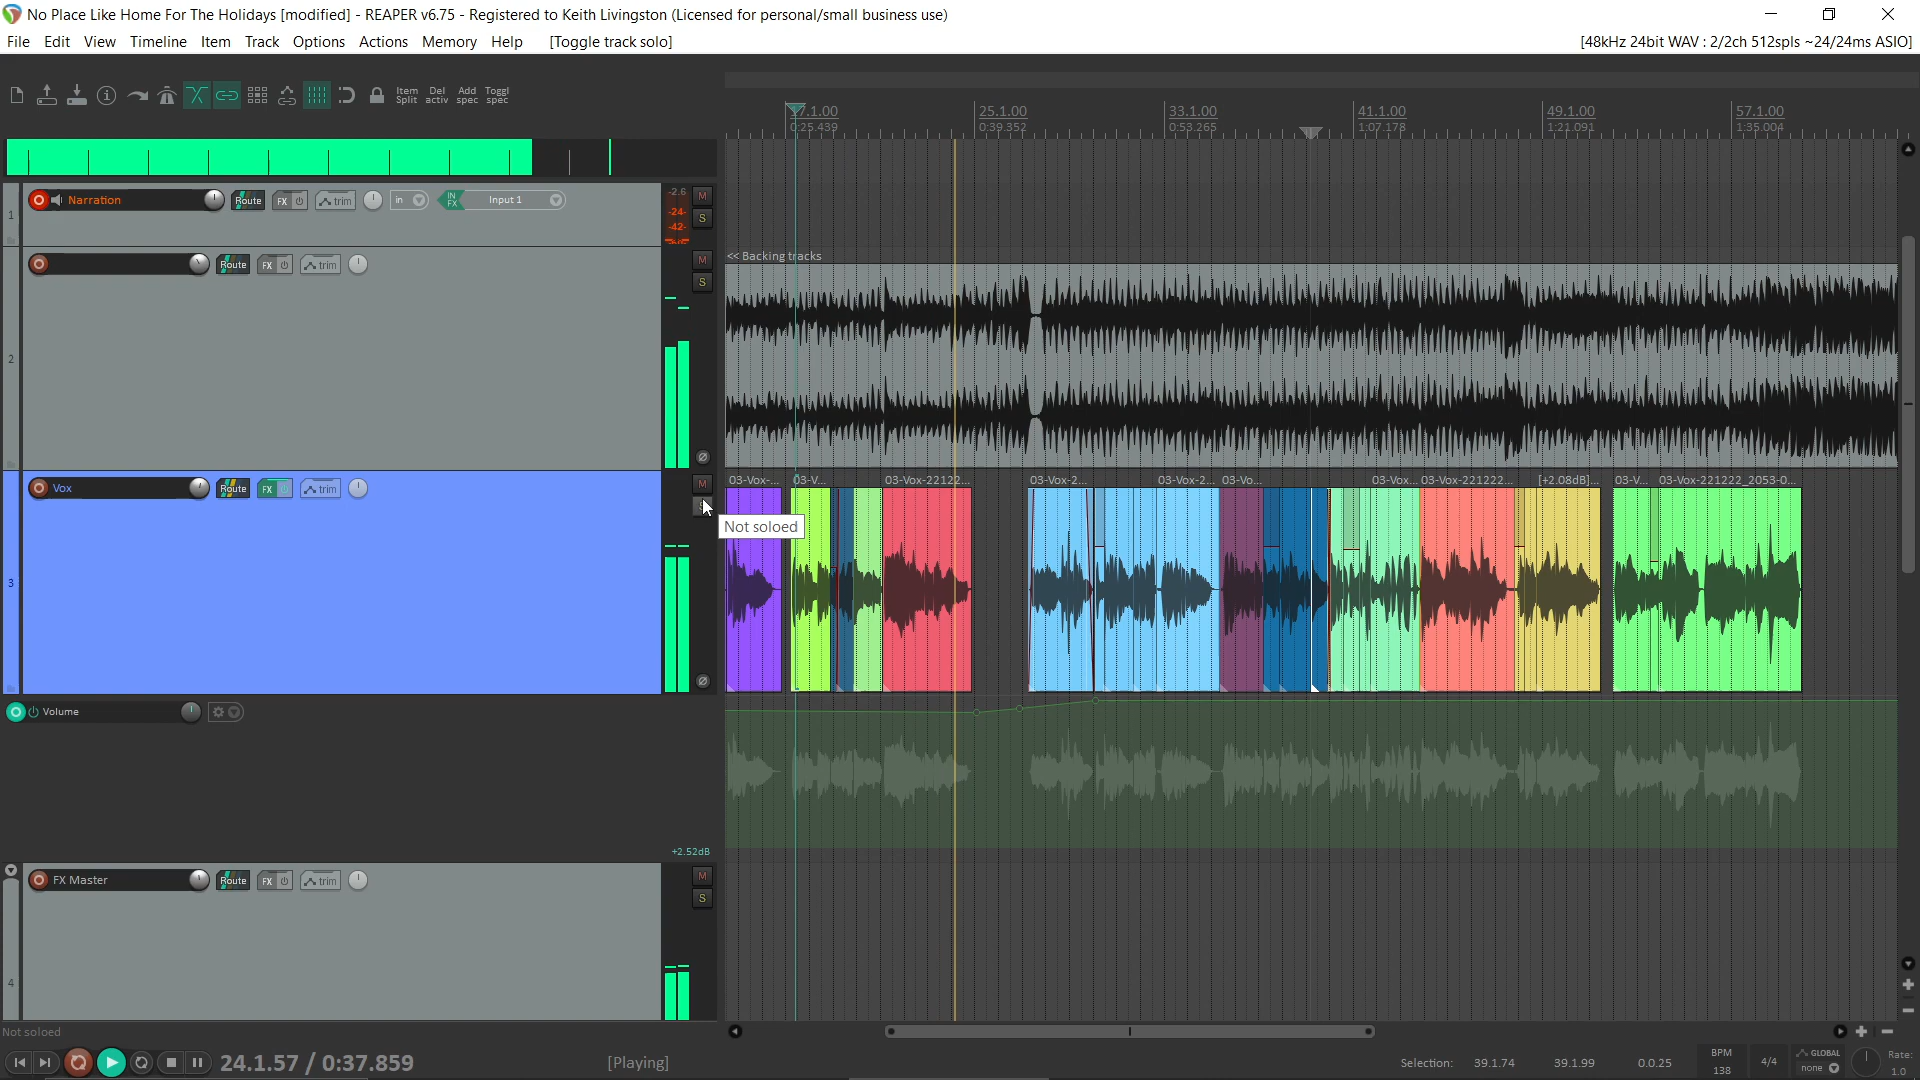 No Place Like Home For The Holidays [modified] - REAPER v6.75 - Registered to Keith Livingston (Licensed for personal/small business use)
File Edit View Timeline Item Track Options Actions Memory Help [Toggle track solo]
[48kHz 24bit WAV : 2/2ch 512spls ~24/24ms ASIO]
Item Split
Del activ
Add spec
Toggl spec
7.1.00 25.1.00 33.1.00 41.1.00 49.1.00 57.1.00
0:25.439 0:39.352 0:53.265 1:07.178 1:21.091 1:35.004
1 Narration Route FX trim in IN FX Input 1 -2.6 M
-24-
-42-
S
<< Backing tracks
2 Route FX trim M
S
3 Vox Route FX trim M
03-Vox-... 03-V... 03-Vox-22122... 03-Vox-2... 03-Vox-2... 03-Vo... 03-Vox... 03-Vox-221222... [+2.08dB]... 03-V... 03-Vox-221222_2053-0...
Not soloed
Volume
+2.52dB
4 FX Master Route FX trim M
S
Not soloed
24.1.57 / 0:37.859 [Playing]
Selection: 39.1.74 39.1.99 0.0.25
BPM
138
4/4
GLOBAL
none
Rate:
1.0